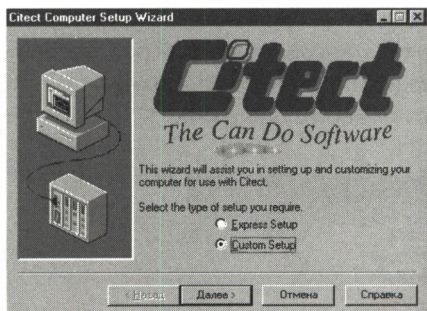 Citect Computer Setup Wizard
Citect
The Can Do Software
This wizard will assist you in setting up and customizing your
computer for use with Citect.
Select the type of setup you require.
Express Setup
Custom Setup
< Назад
Далее >
Отмена
Справка